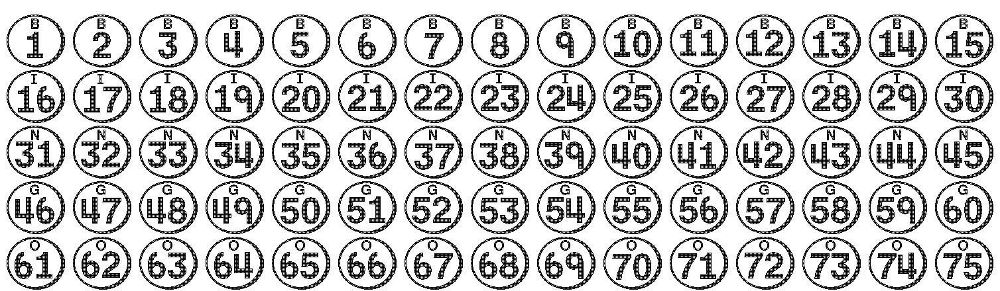 B B B B B B B B B B B B B B B
1 2 3 4 5 6 7 8 9 10 11 12 13 14 15
I I I I I I I I I I I I I I I
16 17 18 19 20 21 22 23 24 25 26 27 28 29 30
N N N N N N N N N N N N N N N
31 32 33 34 35 36 37 38 39 40 41 42 43 44 45
G G G G G G G G G G G G G G G
46 47 48 49 50 51 52 53 54 55 56 57 58 59 60
O O O O O O O O O O O O O O O
61 62 63 64 65 66 67 68 69 70 71 72 73 74 75